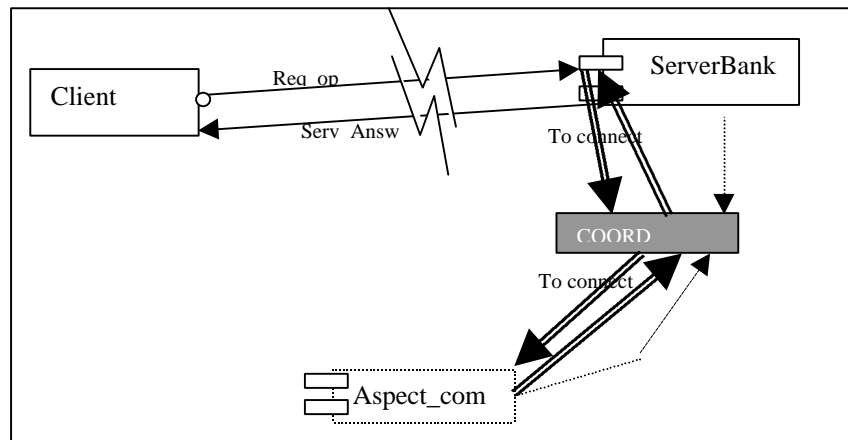 ServerBank
Client
Req_op
Serv_Answ
To connect
COORD
To connect
Aspect_com